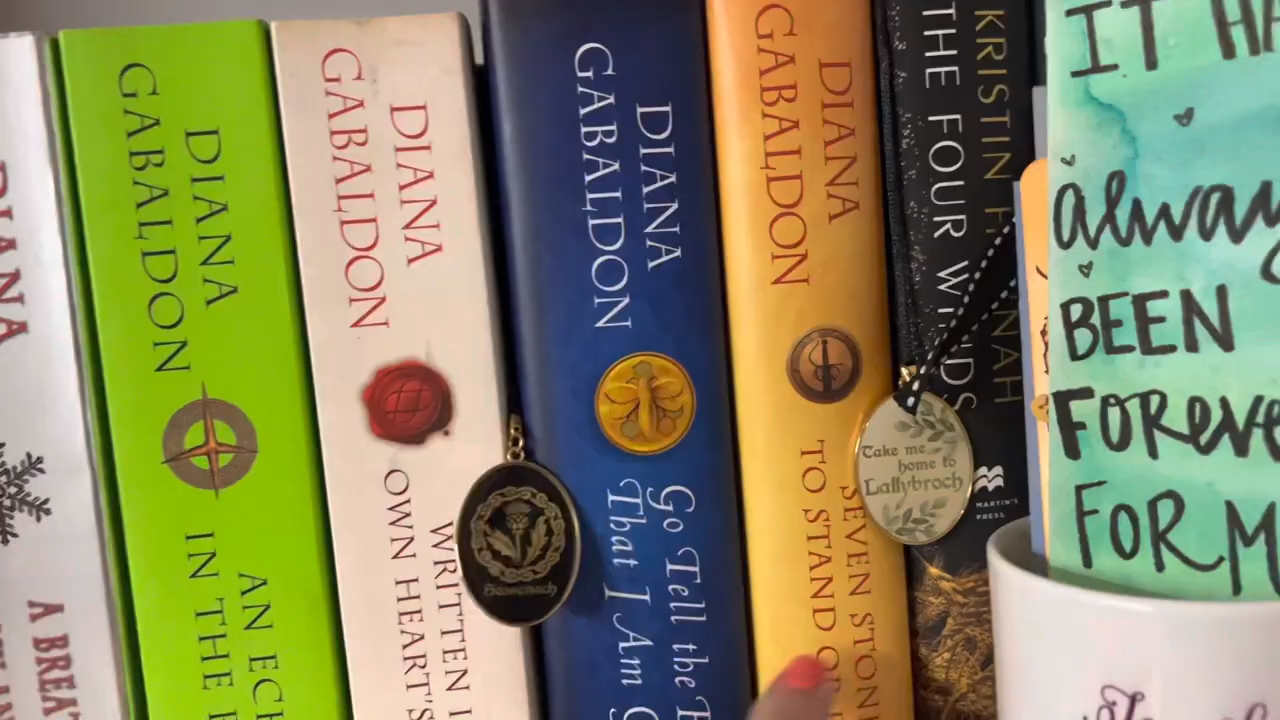 DIANA
A BREA
DIANA
GABALDON
AN ECH
IN THE B
DIANA
GABALDON
WRITTEN I
OWN HEART'S
DIANA
GABALDON
Go Tell the B
That I Am G
DIANA
GABALDON
SEVEN STONE
TO STAND O
KRISTIN H NAH
THE FOUR WINDS
MARTIN'S
PRESS
Take me
home to
Lallybroch
IT HA
always
BEEN
FOREVE
FOR M